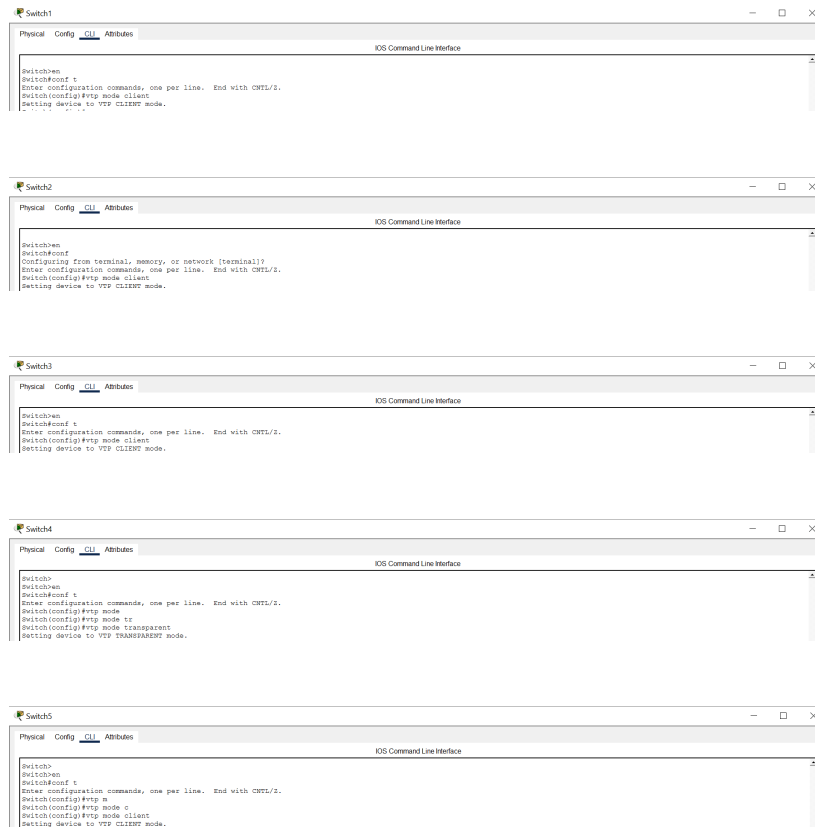 Switch1
Physical Config CLI Attributes
IOS Command Line Interface
Switch>en
Switch#conf t
Enter configuration commands, one per line. End with CNTL/Z.
Switch(config)#vtp mode client
Setting device to VTP CLIENT mode.
Switch2
Physical Config CLI Attributes
IOS Command Line Interface
Switch>en
Switch#conf
Configuring from terminal, memory, or network [terminal]?
Enter configuration commands, one per line. End with CNTL/Z.
Switch(config)#vtp mode client
Setting device to VTP CLIENT mode.
Switch3
Physical Config CLI Attributes
IOS Command Line Interface
Switch>en
Switch#conf t
Enter configuration commands, one per line. End with CNTL/Z.
Switch(config)#vtp mode client
Setting device to VTP CLIENT mode.
Switch4
Physical Config CLI Attributes
IOS Command Line Interface
Switch>
Switch>en
Switch#conf t
Enter configuration commands, one per line. End with CNTL/Z.
Switch(config)#vtp mode
Switch(config)#vtp mode tr
Switch(config)#vtp mode transparent
Setting device to VTP TRANSPARENT mode.
Switch5
Physical Config CLI Attributes
IOS Command Line Interface
Switch>
Switch>en
Switch#conf t
Enter configuration commands, one per line. End with CNTL/Z.
Switch(config)#vtp m
Switch(config)#vtp mode c
Switch(config)#vtp mode client
Setting device to VTP CLIENT mode.